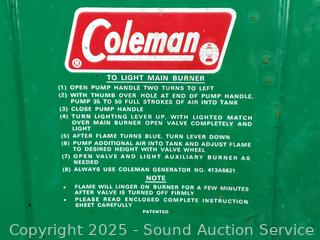 Coleman
®
TO LIGHT MAIN BURNER
(1) OPEN PUMP HANDLE TWO TURNS TO LEFT
(2) WITH THUMB OVER HOLE AT END OF PUMP HANDLE,
PUMP 35 TO 50 FULL STROKES OF AIR INTO TANK
(3) CLOSE PUMP HANDLE
(4) TURN LIGHTING LEVER UP, WITH LIGHTED MATCH
OVER MAIN BURNER OPEN VALVE COMPLETELY AND
LIGHT
(5) AFTER FLAME TURNS BLUE, TURN LEVER DOWN
(6) PUMP ADDITIONAL AIR INTO TANK AND ADJUST FLAME
TO DESIRED HEIGHT WITH VALVE WHEEL
(7) OPEN VALVE AND LIGHT AUXILIARY BURNER AS
NEEDED
(8) ALWAYS USE COLEMAN GENERATOR NO. 413A5621
NOTE
• FLAME WILL LINGER ON BURNER FOR A FEW MINUTES
AFTER VALVE IS TURNED OFF FIRMLY
• PLEASE READ ENCLOSED COMPLETE INSTRUCTION
SHEET CAREFULLY
PATENTED
Copyright 2025 - Sound Auction Service